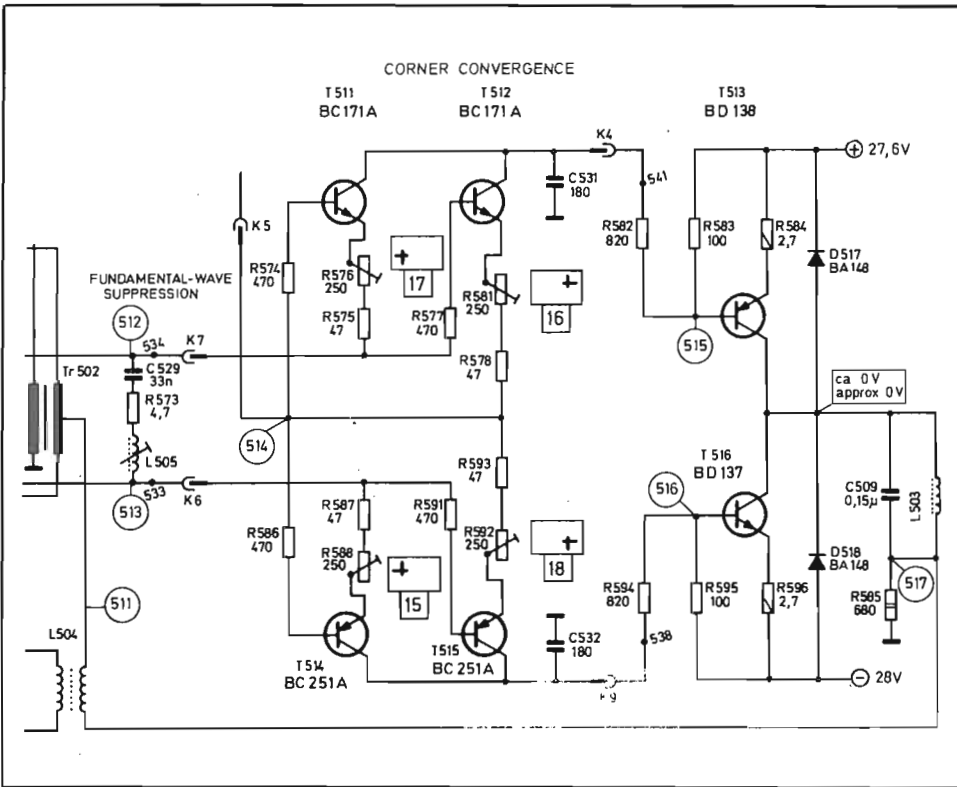 CORNER CONVERGENCE
T511
BC171A
T512
BC171A
T513
BD 138
K4
27,6V
C531
180
541
K5
R582
820
R583
100
R584
2,7
D517
BA148
R574
470
R576
250
17
R581
250
16
FUNDAMENTAL-WAVE
SUPPRESSION
512
534
K7
R575
47
R577
470
R578
47
515
Tr 502
C529
33n
R573
4,7
ca 0V
approx 0V
514
L505
513
533
K6
R593
47
T516
BD 137
516
R586
470
R587
47
R591
470
C509
0,15µ
L503
R588
250
15
R592
250
18
D518
BA148
517
511
R594
820
R595
100
R596
2,7
R585
680
L504
538
C532
180
T514
BC 251A
T515
BC251A
K9
28V